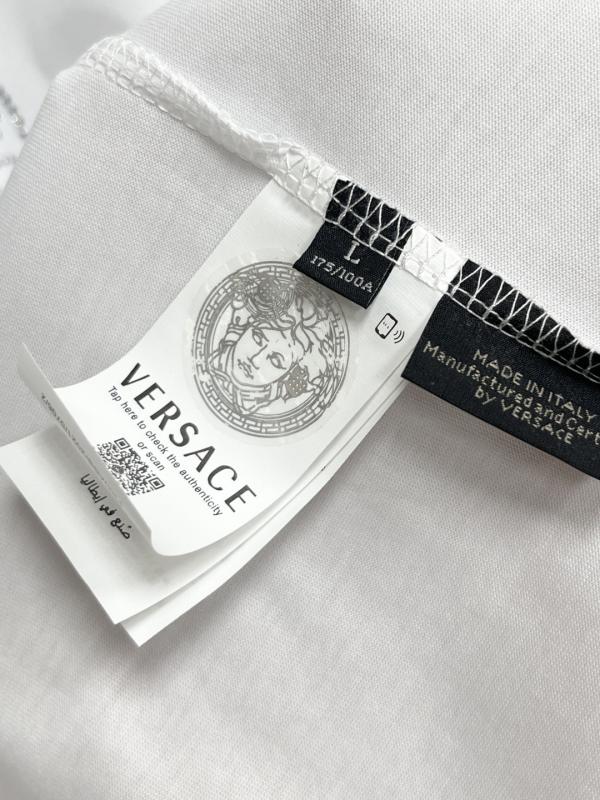 L
175/100A
MADE IN ITALY
Manufactured and Cert
by VERSACE
VERSACE
Tap here to check the authenticity
or scan
صُنع في إيطاليا